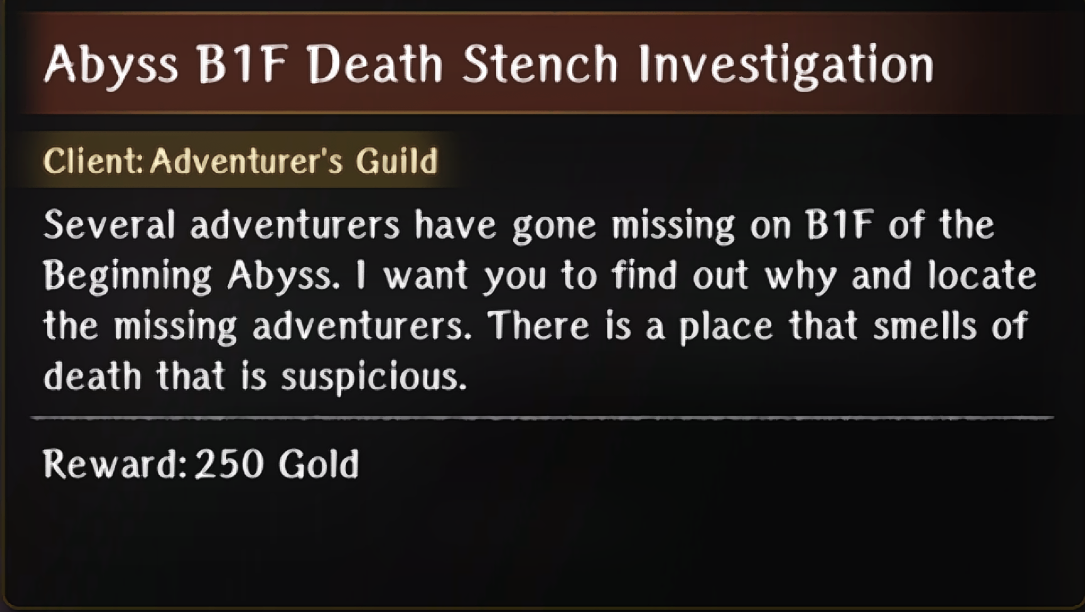 Abyss B1F Death Stench Investigation
Client: Adventurer's Guild
Several adventurers have gone missing on B1F of the
Beginning Abyss. I want you to find out why and locate
the missing adventurers. There is a place that smells of
death that is suspicious.
Reward: 250 Gold